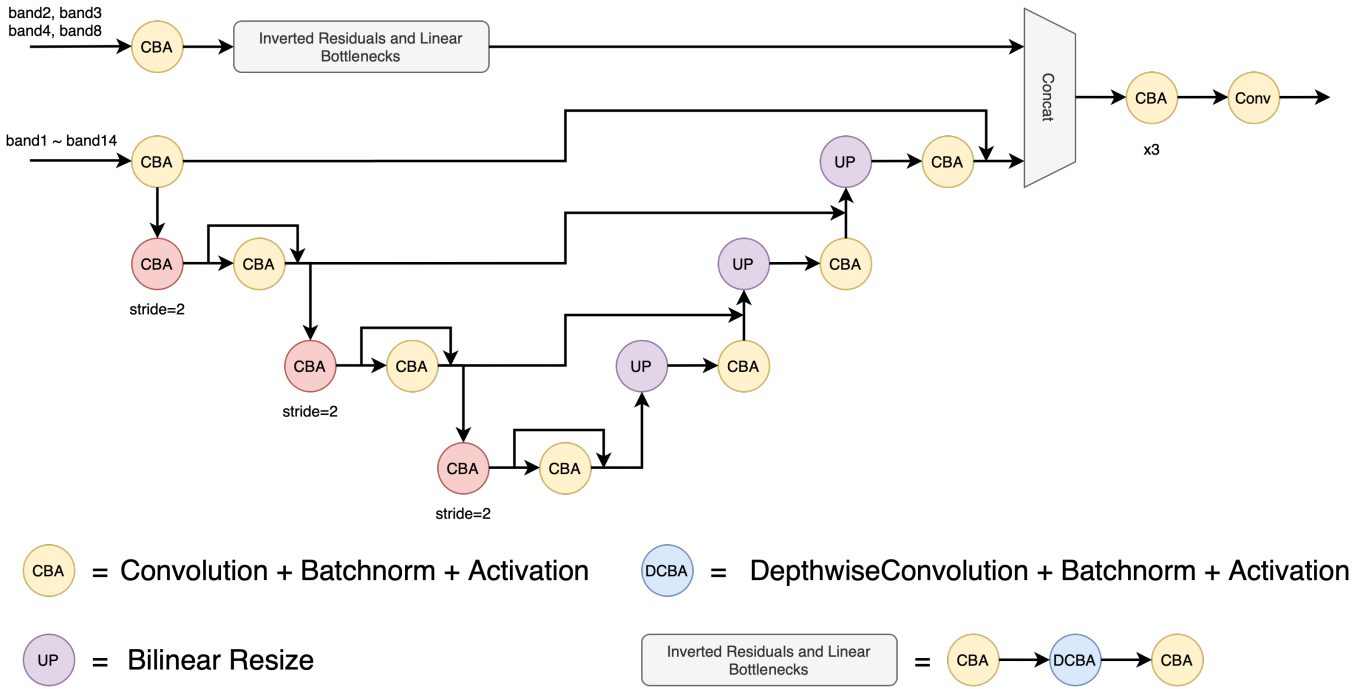 band2, band3
band4, band8
CBA
Inverted Residuals and Linear
Bottlenecks
Concat
CBA
Conv
x3
band1 ~ band14
CBA
UP
CBA
CBA
CBA
UP
CBA
stride=2
CBA
CBA
UP
CBA
stride=2
CBA
CBA
stride=2
CBA = Convolution + Batchnorm + Activation
DCBA = DepthwiseConvolution + Batchnorm + Activation
UP = Bilinear Resize
Inverted Residuals and Linear
Bottlenecks
= CBA DCBA CBA